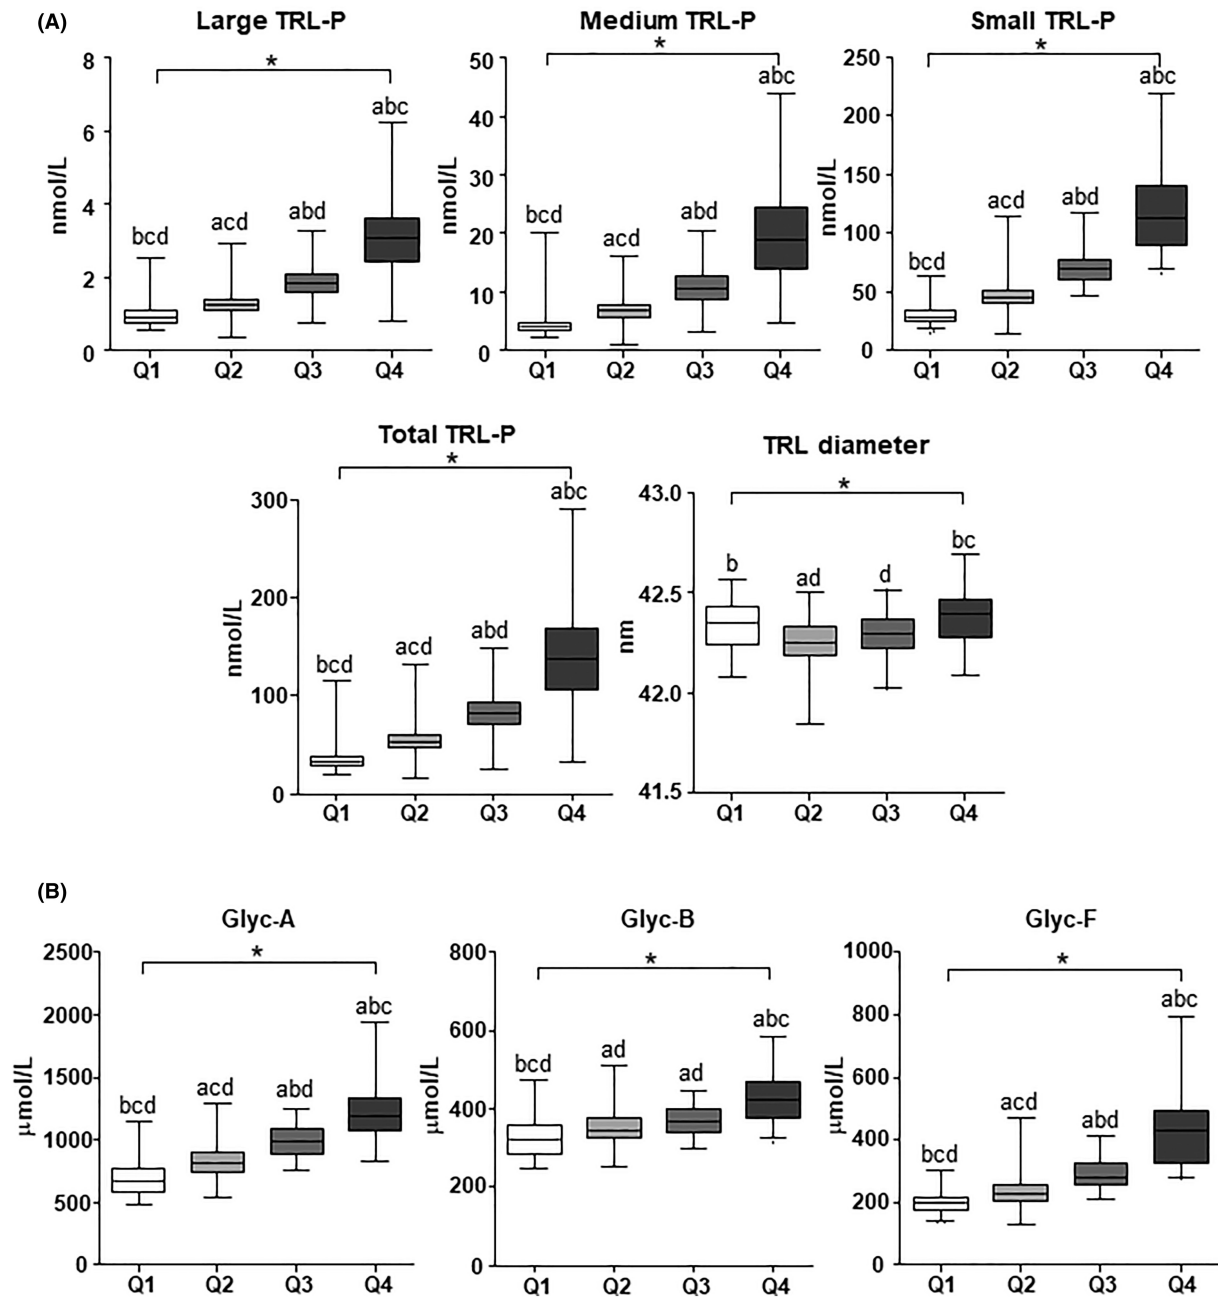 (A)
Large TRL-P
Medium TRL-P
Small TRL-P
*
*
*
nmol/L
8
6
4
2
0
bcd
acd
abd
abc
Q1 Q2 Q3 Q4
nmol/L
50
40
30
20
10
0
bcd
acd
abd
abc
Q1 Q2 Q3 Q4
nmol/L
250
200
150
100
50
0
bcd
acd
abd
abc
Q1 Q2 Q3 Q4
Total TRL-P
TRL diameter
*
*
nmol/L
300
200
100
0
bcd
acd
abd
abc
Q1 Q2 Q3 Q4
nm
43.0
42.5
42.0
41.5
b
ad
d
bc
Q1 Q2 Q3 Q4
(B)
Glyc-A
Glyc-B
Glyc-F
*
*
*
μmol/L
2500
2000
1500
1000
500
0
bcd
acd
abd
abc
Q1 Q2 Q3 Q4
μmol/L
800
600
400
200
0
bcd
ad
ad
abc
Q1 Q2 Q3 Q4
μmol/L
1000
800
600
400
200
0
bcd
acd
abd
abc
Q1 Q2 Q3 Q4